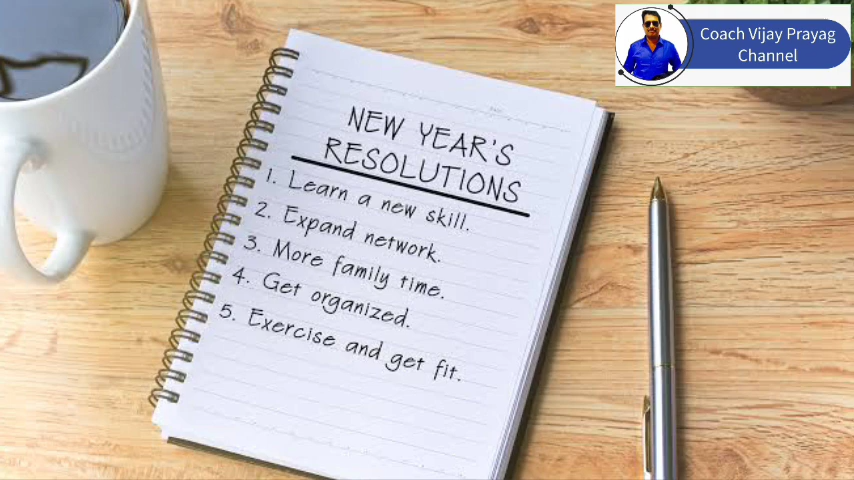 Coach Vijay Prayag
Channel
NEW YEAR'S
RESOLUTIONS
1. Learn a new skill.
2. Expand network.
3. More family time.
4. Get organized.
5. Exercise and get fit.